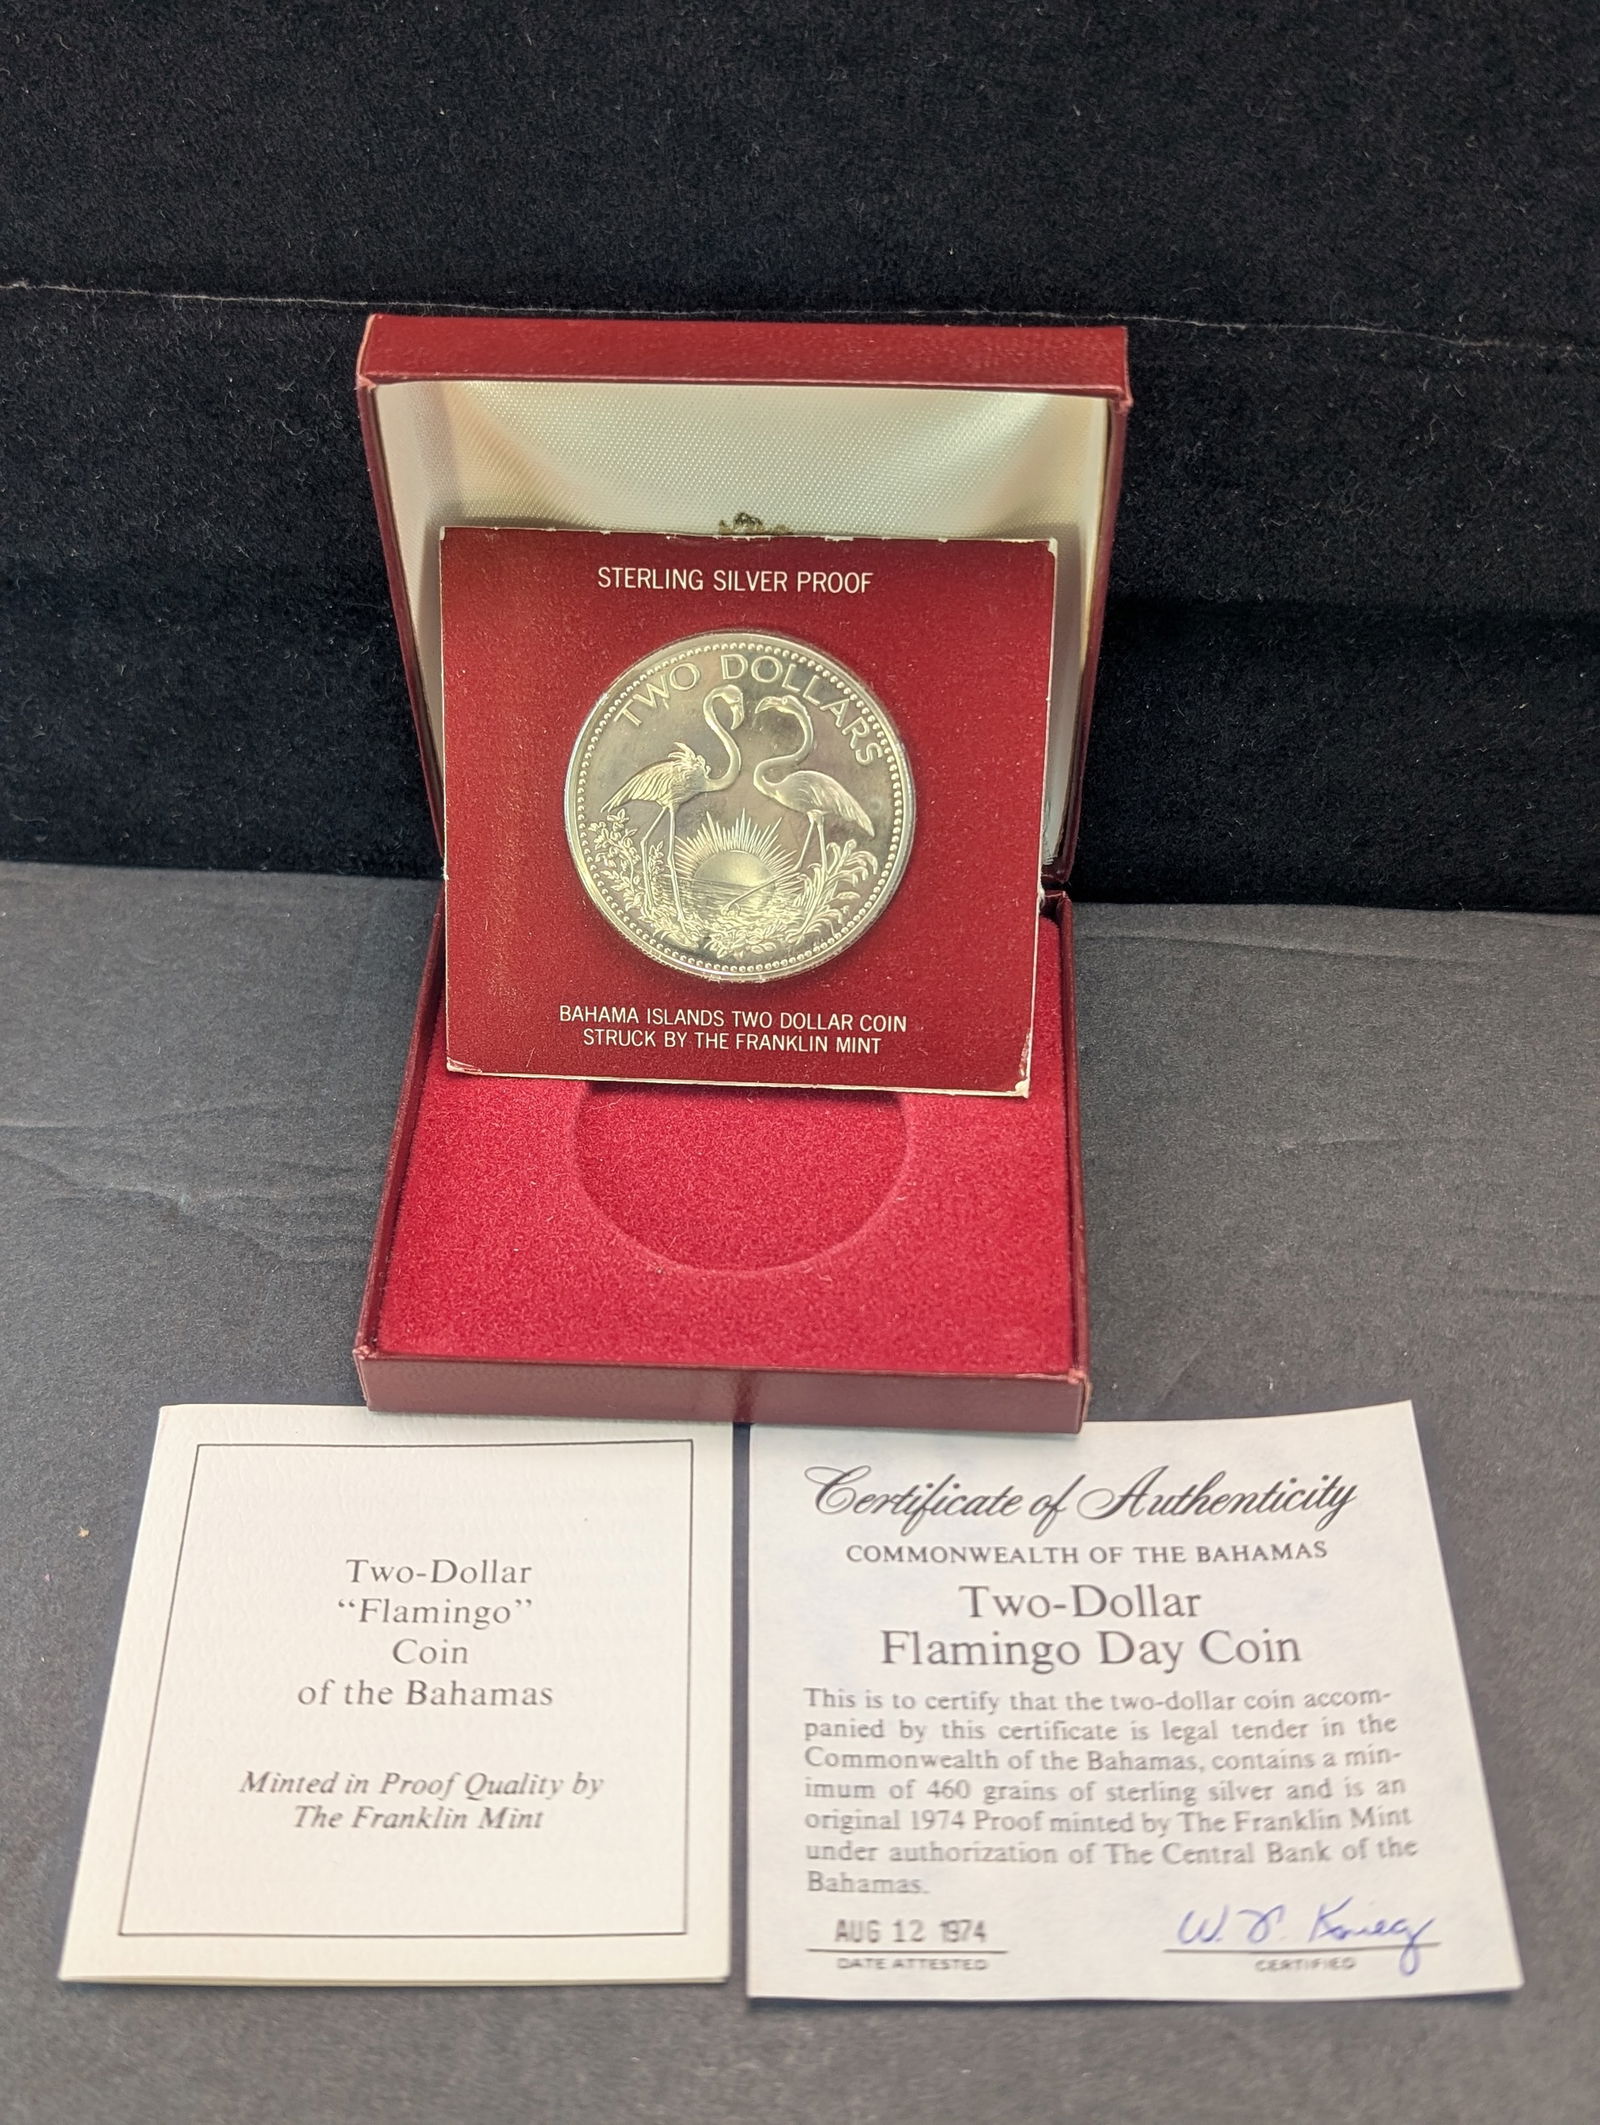 STERLING SILVER PROOF
TWO DOLLARS
BAHAMA ISLANDS TWO DOLLAR COIN
STRUCK BY THE FRANKLIN MINT
Two-Dollar
“Flamingo”
Coin
of the Bahamas
Minted in Proof Quality by
The Franklin Mint
Certificate of Authenticity
COMMONWEALTH OF THE BAHAMAS
Two-Dollar
Flamingo Day Coin
This is to certify that the two-dollar coin accom-
panied by this certificate is legal tender in the
Commonwealth of the Bahamas, contains a min-
imum of 460 grains of sterling silver and is an
original 1974 Proof minted by The Franklin Mint
under authorization of The Central Bank of the
Bahamas.
AUG 12 1974
DATE ATTESTED
CERTIFIED